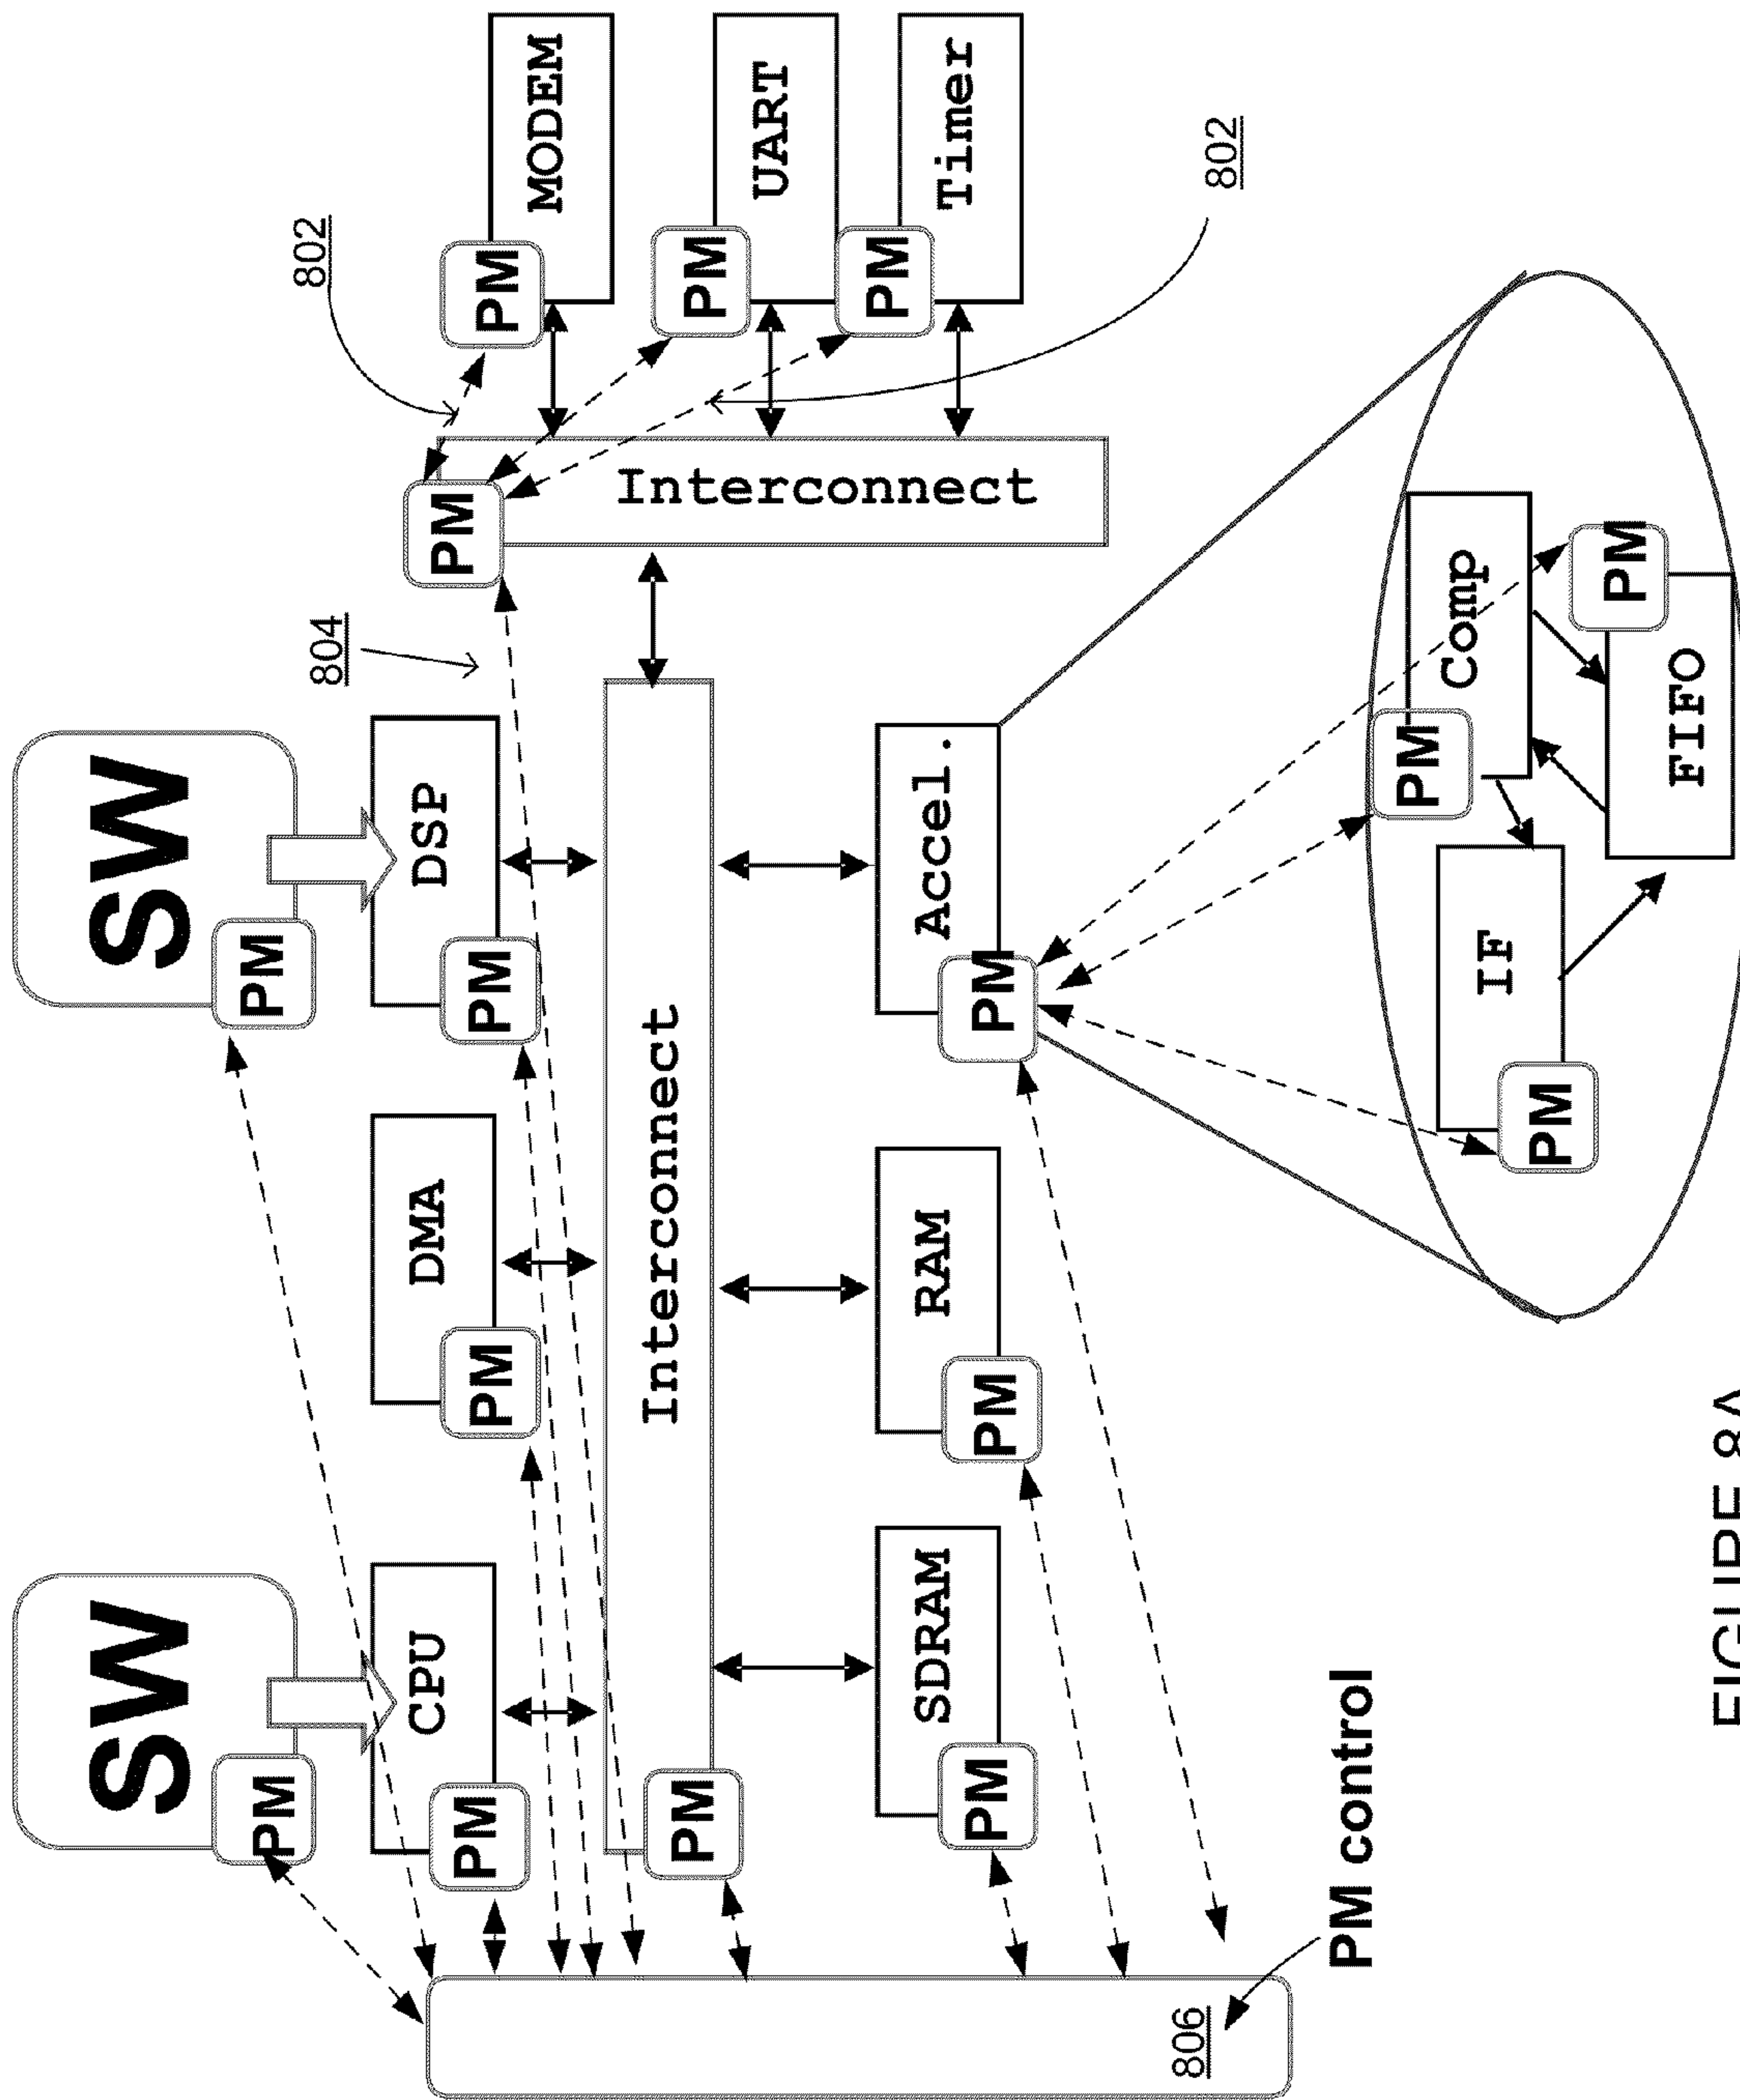 SW
PM
SW
PM
CPU
PM
DMA
PM
DSP
PM
804
802
PM
MODEM
PM
UART
PM
Timer
PM
802
Interconnect
Interconnect
PM
SDRAM
PM
RAM
PM
Accel.
PM
806
PM control
Comp
PM
IF
PM
FIFO
PM
FIGURE 8A